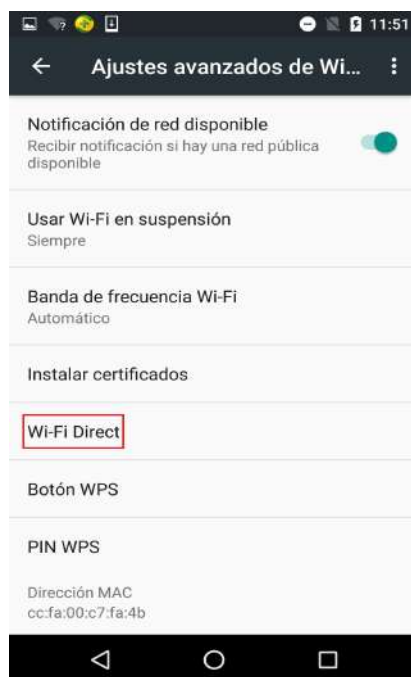 11:51
Ajustes avanzados de Wi...
Notificación de red disponible
Recibir notificación si hay una red pública
disponible
Usar Wi-Fi en suspensión
Siempre
Banda de frecuencia Wi-Fi
Automático
Instalar certificados
Wi-Fi Direct
Botón WPS
PIN WPS
Dirección MAC
cc:fa:00:c7:fa:4b